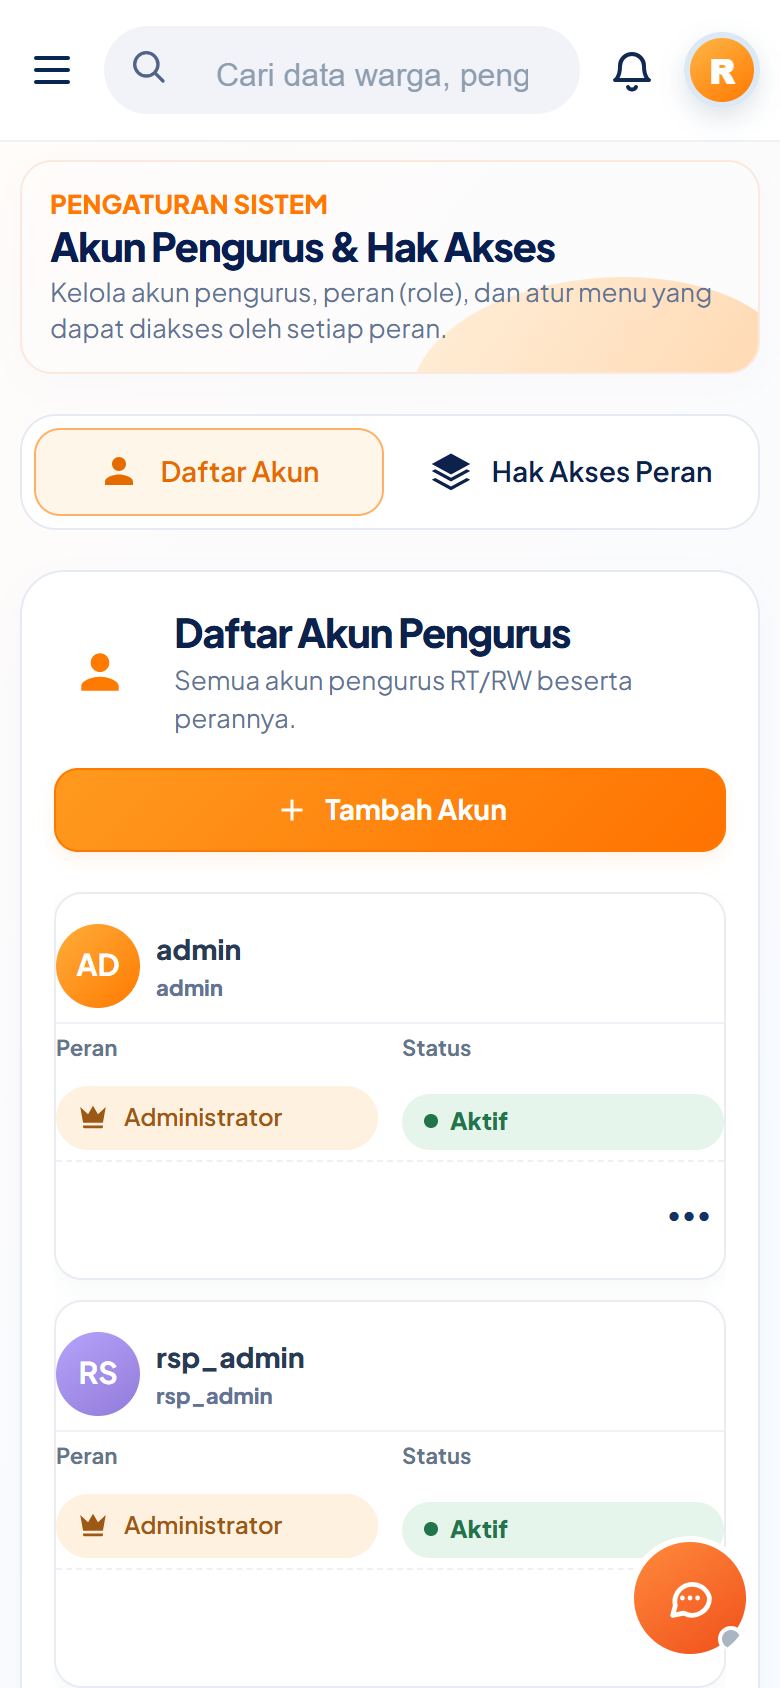 Cari data warga, peng
R
PENGATURAN SISTEM
Akun Pengurus & Hak Akses
Kelola akun pengurus, peran (role), dan atur menu yang
dapat diakses oleh setiap peran.
Daftar Akun
Hak Akses Peran
Daftar Akun Pengurus
Semua akun pengurus RT/RW beserta
perannya.
+ Tambah Akun
AD
admin
admin
Peran
Status
Administrator
Aktif
RS
rsp_admin
rsp_admin
Peran
Status
Administrator
Aktif